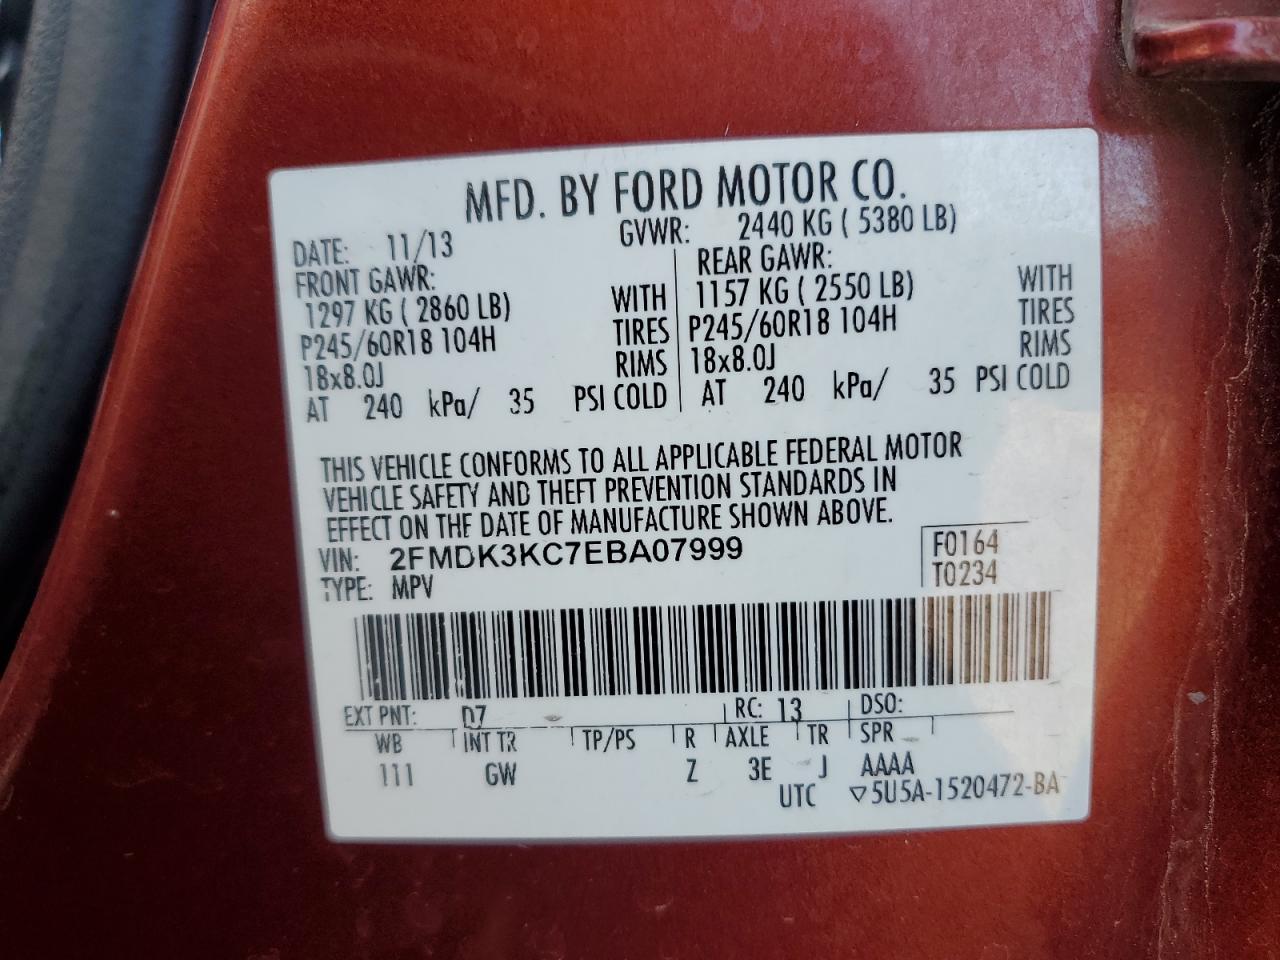 MFD. BY FORD MOTOR CO.
DATE: 11/13 GVWR: 2440 KG ( 5380 LB)
FRONT GAWR: REAR GAWR:
1297 KG ( 2860 LB) WITH 1157 KG ( 2550 LB) WITH
P245/60R18 104H TIRES P245/60R18 104H TIRES
18x8.0J RIMS 18x8.0J RIMS
AT 240 kPa/ 35 PSI COLD AT 240 kPa/ 35 PSI COLD
THIS VEHICLE CONFORMS TO ALL APPLICABLE FEDERAL MOTOR
VEHICLE SAFETY AND THEFT PREVENTION STANDARDS IN
EFFECT ON THE DATE OF MANUFACTURE SHOWN ABOVE.
VIN: 2FMDK3KC7EBA07999 F0164
TYPE: MPV T0234
EXT PNT: D7 RC: 13 DSO:
WB INT TR TP/PS R AXLE TR SPR
111 GW Z 3E J AAAA
UTC ▽5U5A-1520472-BA